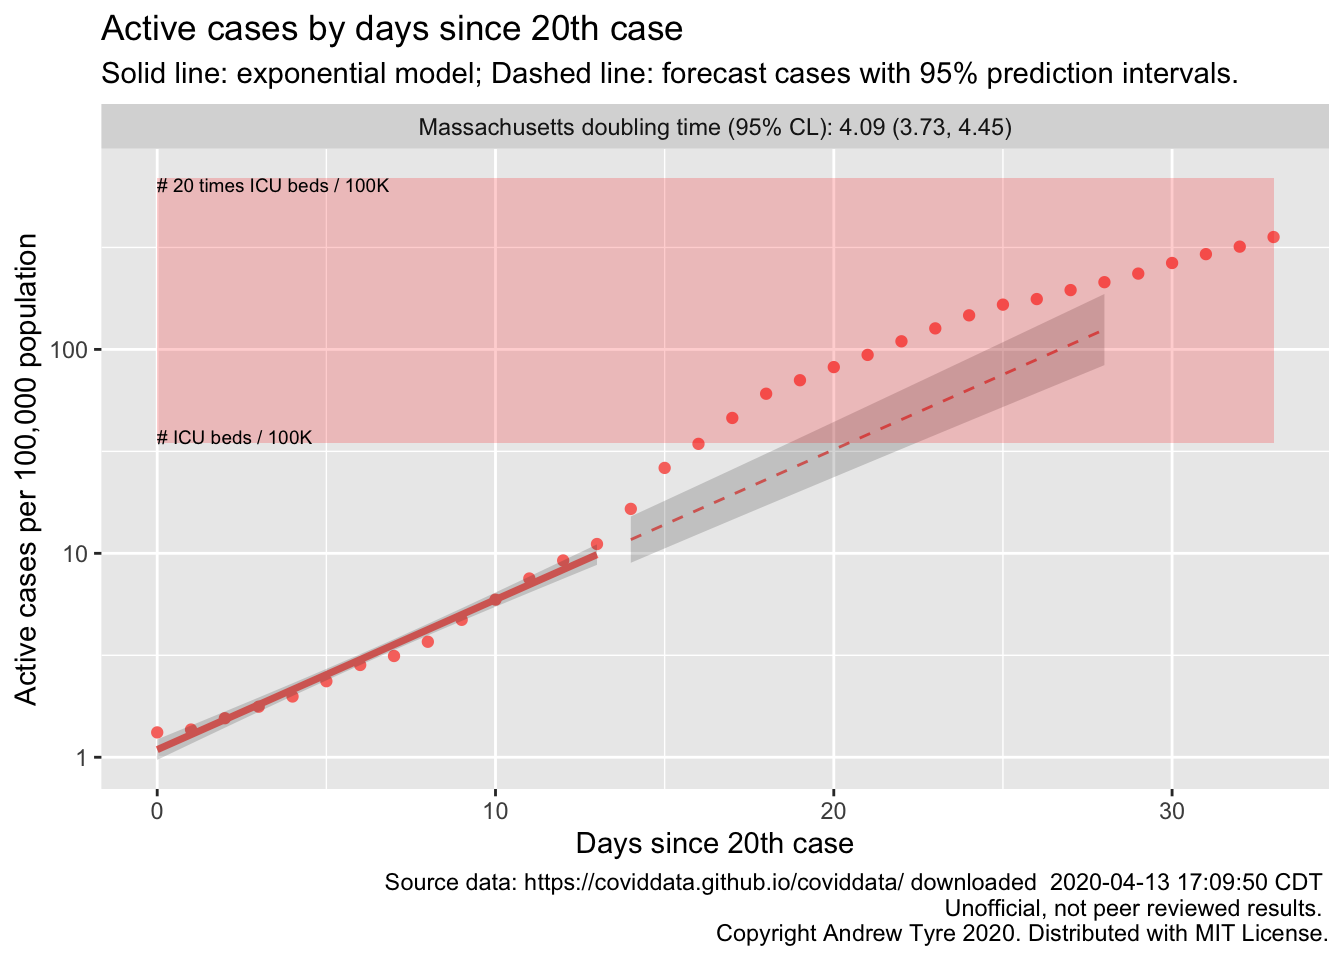 Active cases by days since 20th case
Solid line: exponential model; Dashed line: forecast cases with 95% prediction intervals.
Massachusetts doubling time (95% CL): 4.09 (3.73, 4.45)
# 20 times ICU beds / 100K
# ICU beds / 100K
Active cases per 100,000 population
100
10
1
0
10
20
30
Days since 20th case
Source data: https://coviddata.github.io/coviddata/ downloaded  2020-04-13 17:09:50 CDT
Unofficial, not peer reviewed results.
Copyright Andrew Tyre 2020. Distributed with MIT License.